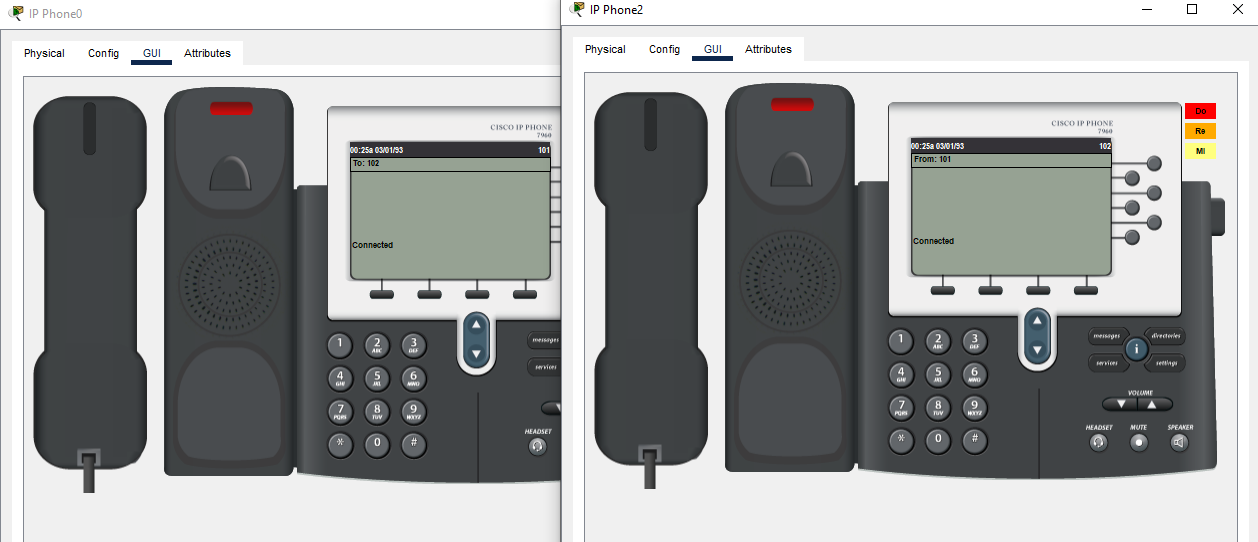 IP Phone0
Physical Config GUI Attributes
CISCO IP PHONE
7960
00:25a 03/01/93 101
To: 102
Connected
1 2 ABC 3 DEF
4 GHI 5 JKL 6 MNO
7 PQRS 8 TUV 9 WXYZ
* 0 #
messages
services
HEADSET
IP Phone2
Physical Config GUI Attributes
CISCO IP PHONE
7960
Do
Re
MI
00:25a 03/01/93 102
From: 101
Connected
1 2 ABC 3 DEF
4 GHI 5 JKL 6 MNO
7 PQRS 8 TUV 9 WXYZ
* 0 #
messages directories
i
services settings
VOLUME
HEADSET MUTE SPEAKER